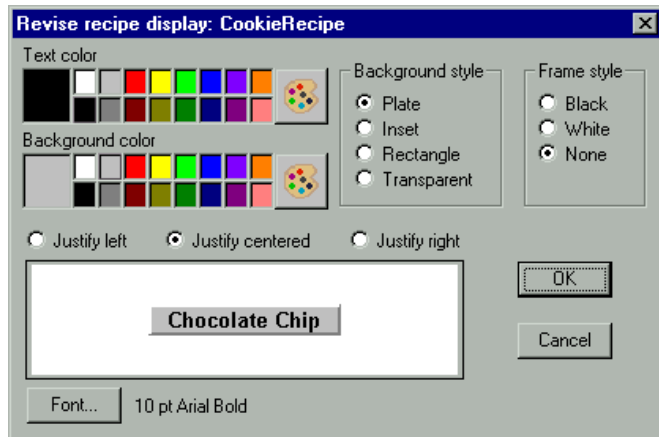 Revise recipe display: CookieRecipe
Text color
Background color
Background style
Plate
Inset
Rectangle
Transparent
Frame style
Black
White
None
Justify left
Justify centered
Justify right
Chocolate Chip
OK
Cancel
Font...
10 pt Arial Bold